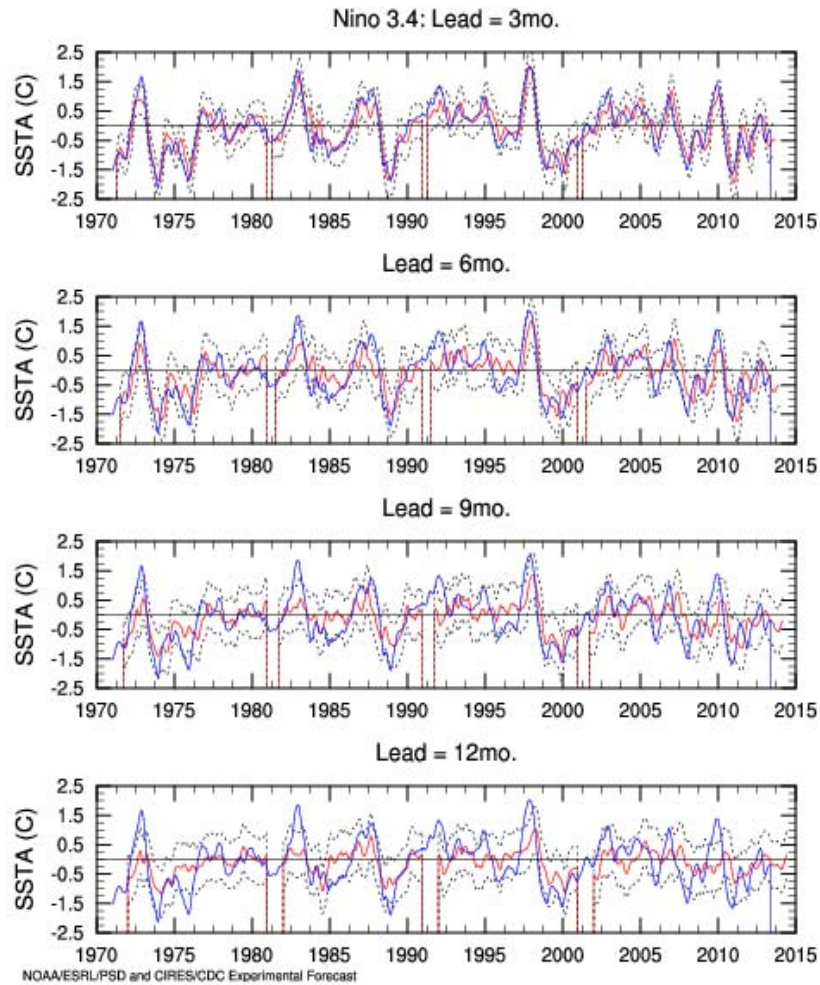 Nino 3.4: Lead = 3mo.
2.5
1.5
0.5
-0.5
-1.5
-2.5
SSTA (C)
1970 1975 1980 1985 1990 1995 2000 2005 2010 2015
Lead = 6mo.
2.5
1.5
0.5
-0.5
-1.5
-2.5
SSTA (C)
1970 1975 1980 1985 1990 1995 2000 2005 2010 2015
Lead = 9mo.
2.5
1.5
0.5
-0.5
-1.5
-2.5
SSTA (C)
1970 1975 1980 1985 1990 1995 2000 2005 2010 2015
Lead = 12mo.
2.5
1.5
0.5
-0.5
-1.5
-2.5
SSTA (C)
1970 1975 1980 1985 1990 1995 2000 2005 2010 2015
NOAA/ESRL/PSD and CIRES/CDC Experimental Forecast